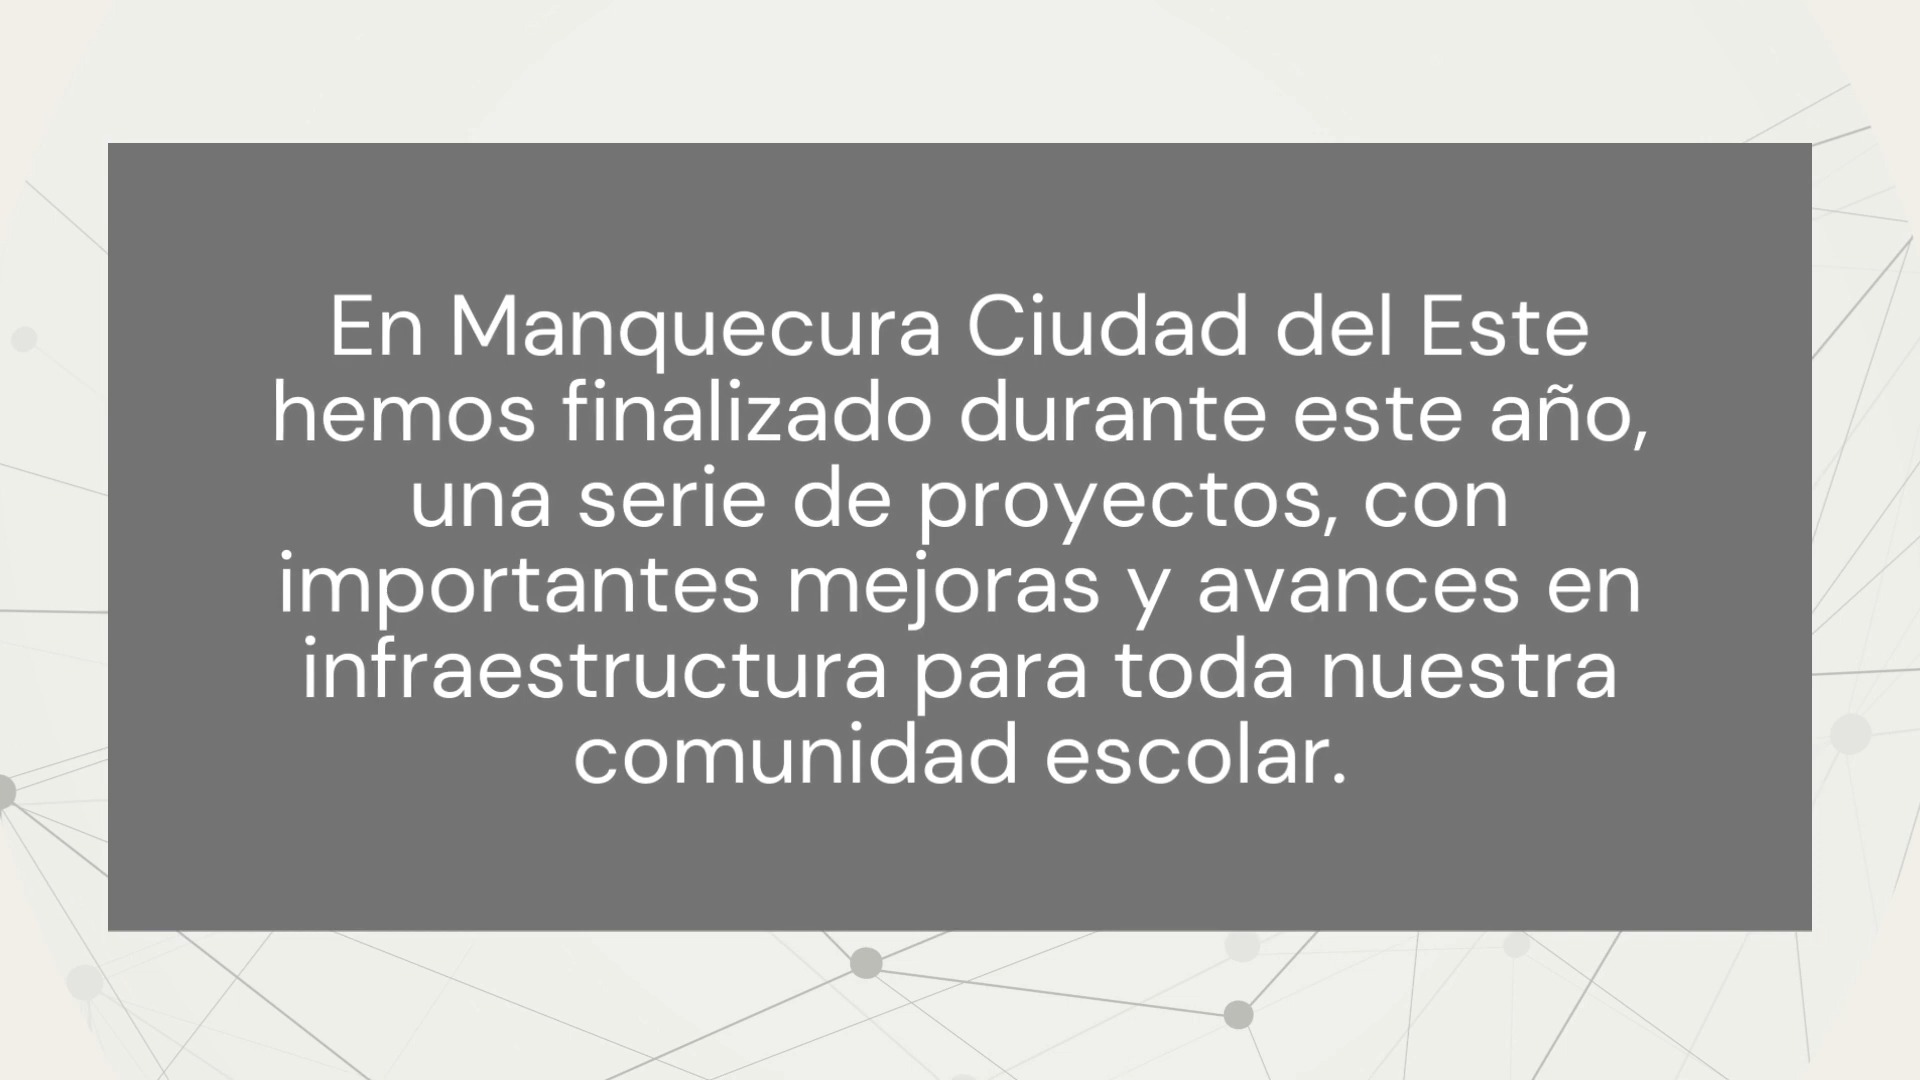 En Manquecura Ciudad del Este
hemos finalizado durante este año,
una serie de proyectos, con
importantes mejoras y avances en
infraestructura para toda nuestra
comunidad escolar.